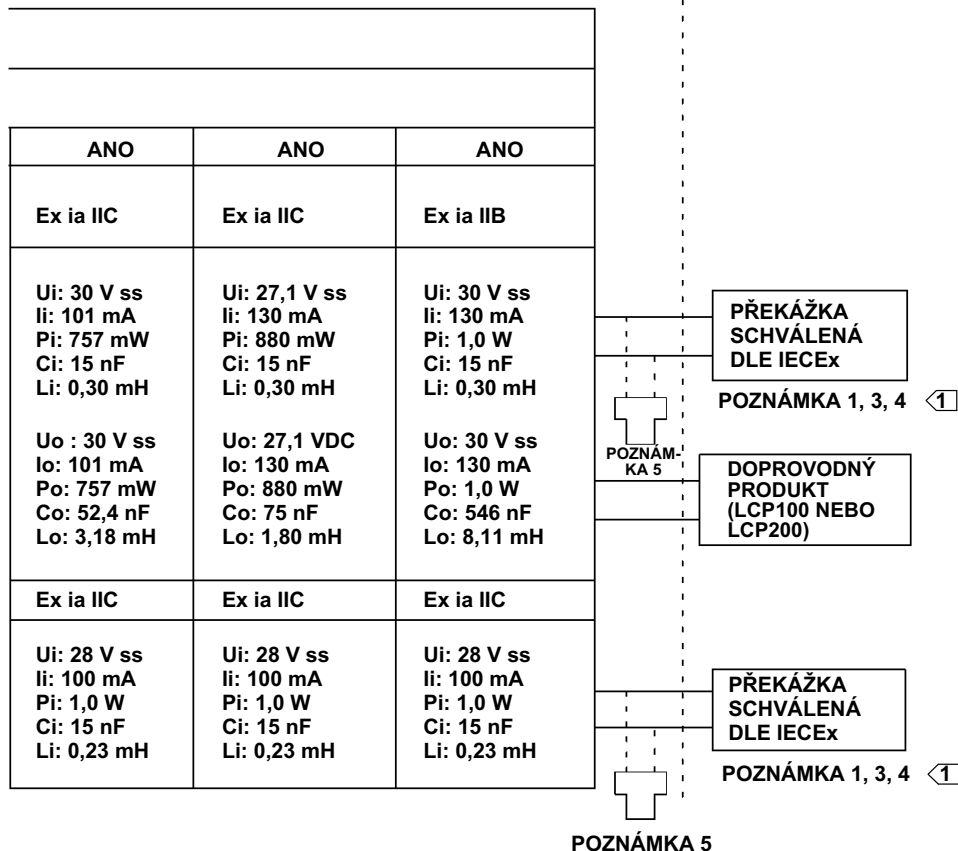 ANO ANO ANO
Ex ia IIC Ex ia IIC Ex ia IIB
Ui: 30 V ss Ui: 27,1 V ss Ui: 30 V ss
Ii: 101 mA Ii: 130 mA Ii: 130 mA
Pi: 757 mW Pi: 880 mW Pi: 1,0 W
Ci: 15 nF Ci: 15 nF Ci: 15 nF
Li: 0,30 mH Li: 0,30 mH Li: 0,30 mH
PŘEKÁŽKA
SCHVÁLENÁ
DLE IECEx
POZNÁMKA 1, 3, 4 1
Uo : 30 V ss Uo: 27,1 VDC Uo: 30 V ss
Io: 101 mA Io: 130 mA Io: 130 mA
Po: 757 mW Po: 880 mW Po: 1,0 W
Co: 52,4 nF Co: 75 nF Co: 546 nF
Lo: 3,18 mH Lo: 1,80 mH Lo: 8,11 mH
POZNÁM-
KA 5
DOPROVODNÝ
PRODUKT
(LCP100 NEBO
LCP200)
Ex ia IIC Ex ia IIC Ex ia IIC
Ui: 28 V ss Ui: 28 V ss Ui: 28 V ss
Ii: 100 mA Ii: 100 mA Ii: 100 mA
Pi: 1,0 W Pi: 1,0 W Pi: 1,0 W
Ci: 15 nF Ci: 15 nF Ci: 15 nF
Li: 0,23 mH Li: 0,23 mH Li: 0,23 mH
PŘEKÁŽKA
SCHVÁLENÁ
DLE IECEx
POZNÁMKA 1, 3, 4 1
POZNÁMKA 5